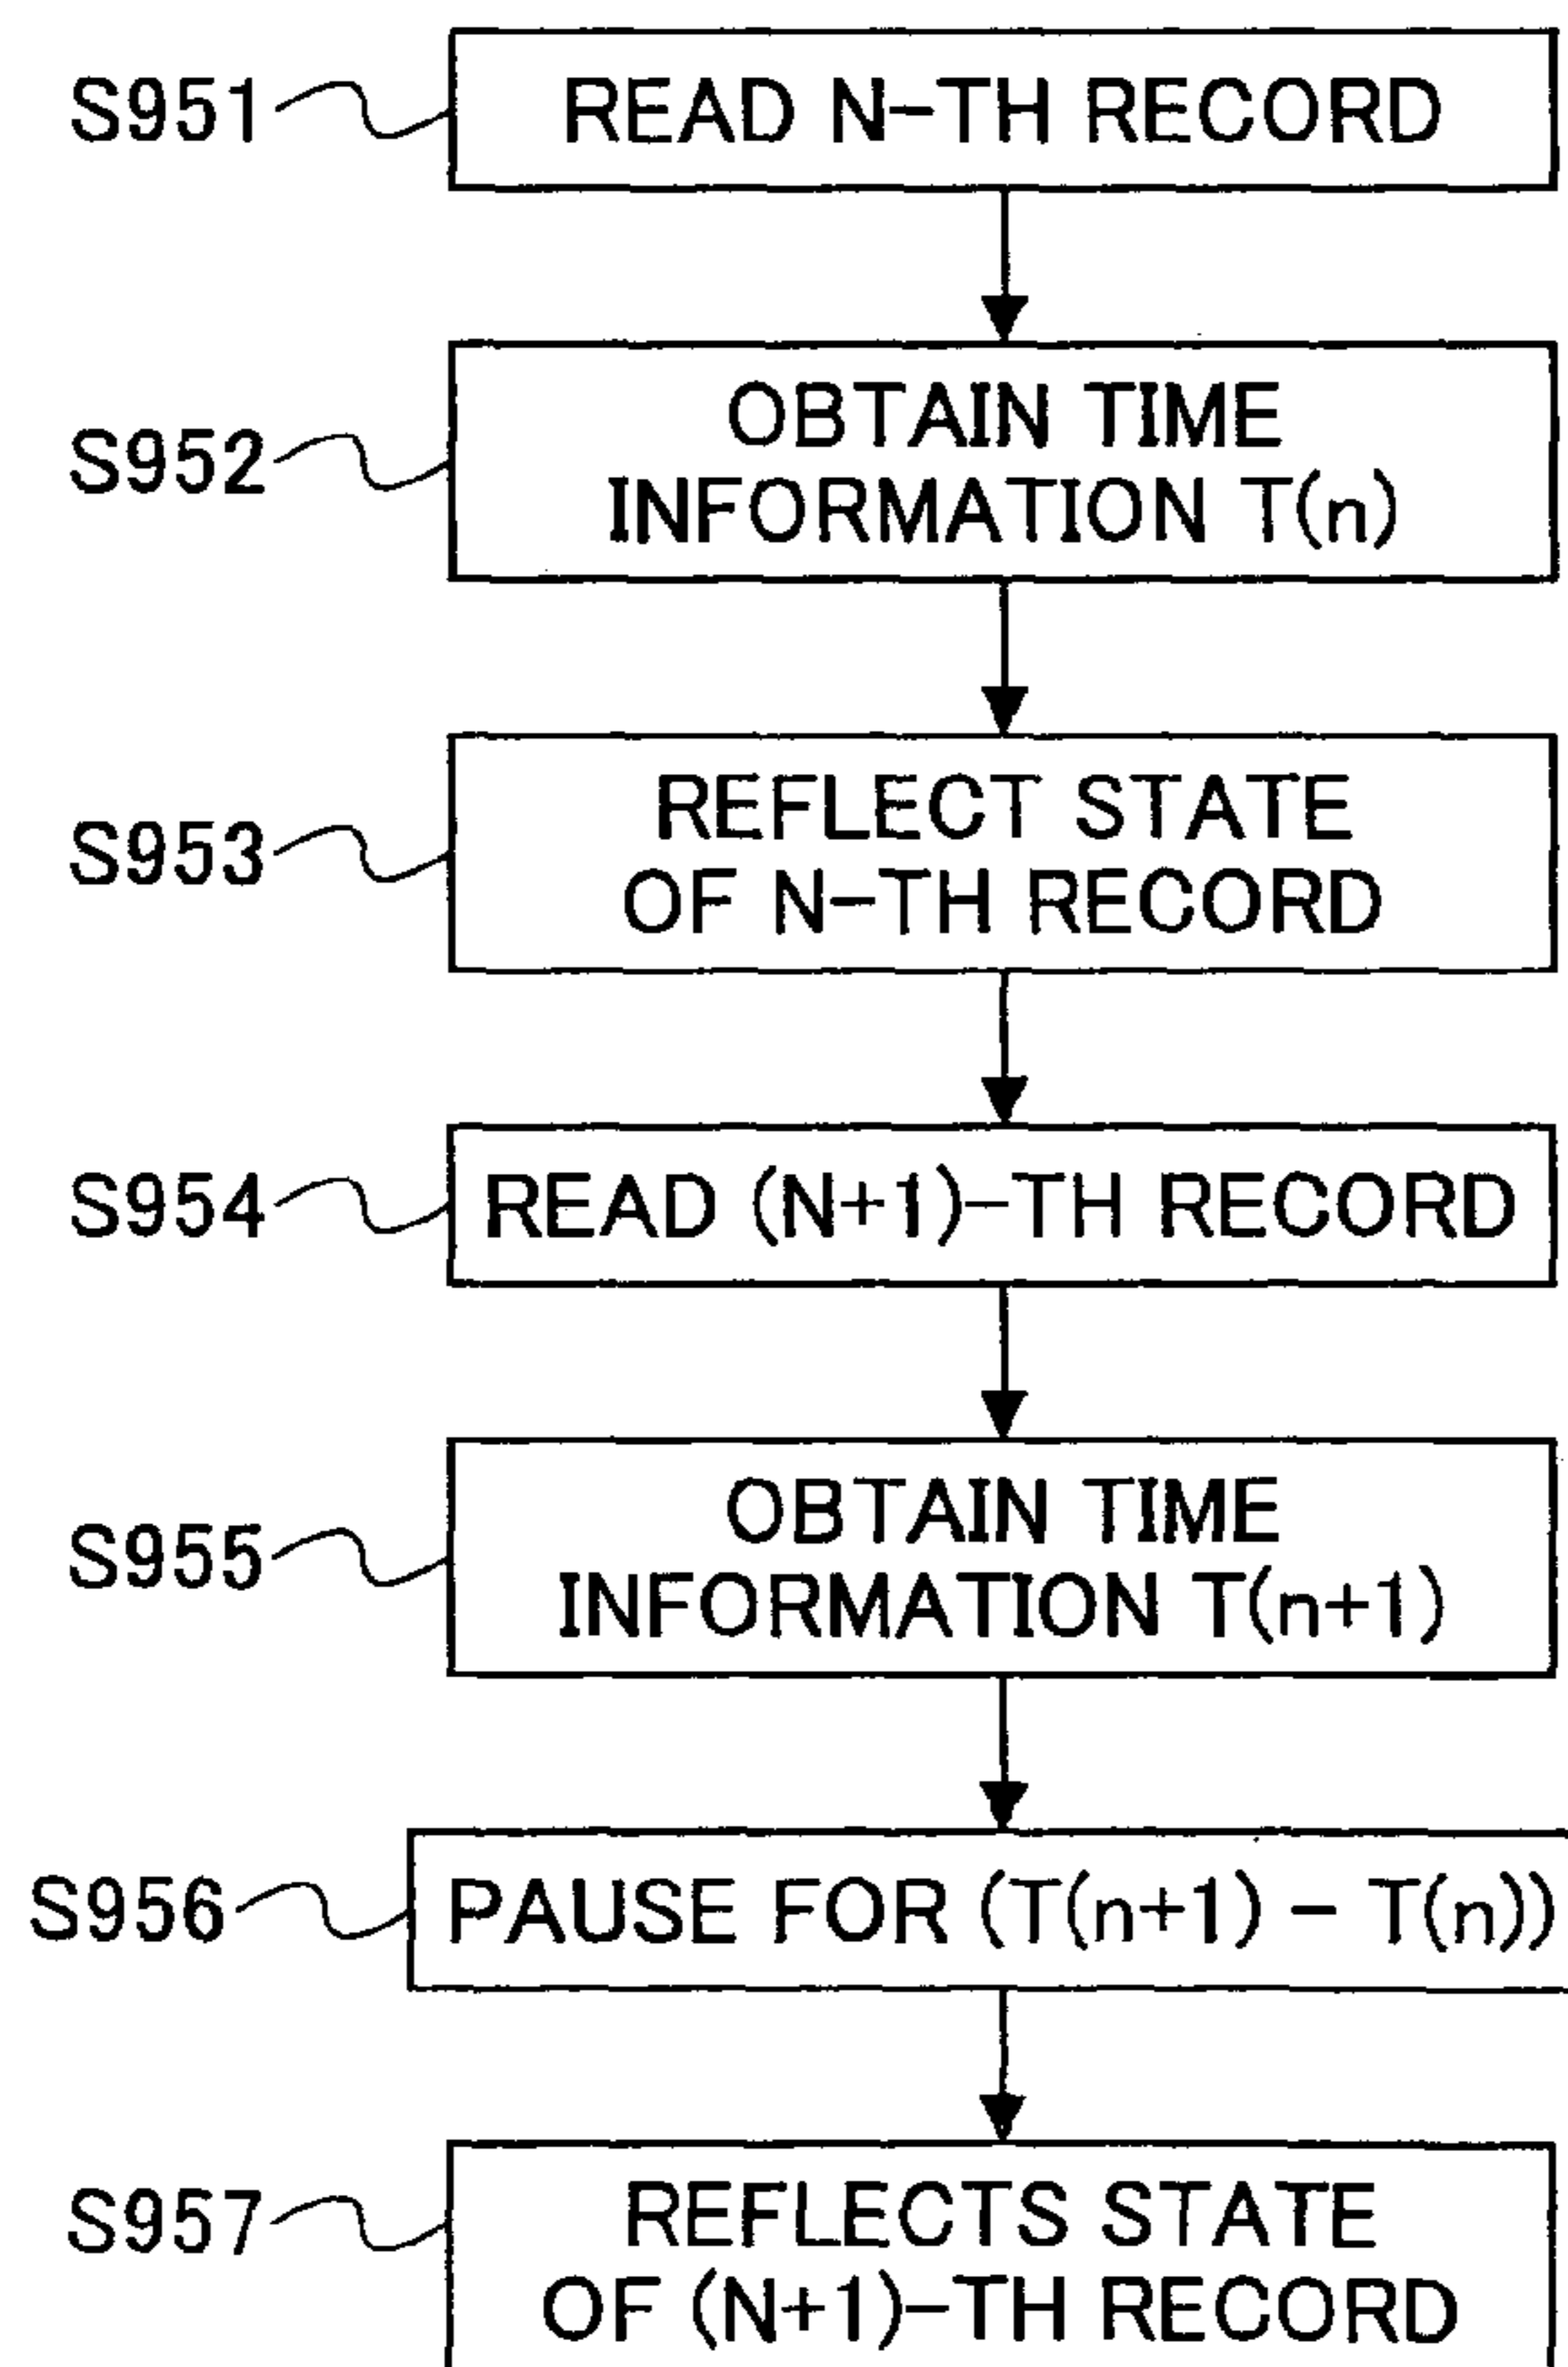 S951
READ N-TH RECORD
S952
OBTAIN TIME
INFORMATION T(n)
S953
REFLECT STATE
OF N-TH RECORD
S954
READ (N+1)-TH RECORD
S955
OBTAIN TIME
INFORMATION T(n+1)
S956
PAUSE FOR (T(n+1) - T(n))
S957
REFLECTS STATE
OF (N+1)-TH RECORD